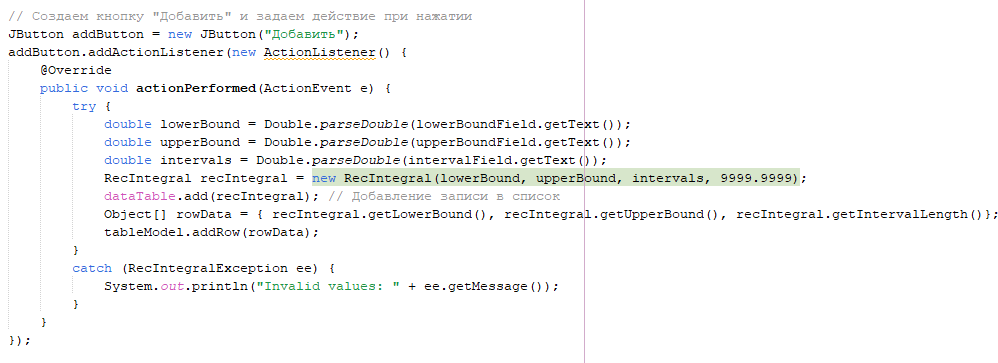 // Создаем кнопку "Добавить" и задаем действие при нажатии
JButton addButton = new JButton("Добавить");
addButton.addActionListener(new ActionListener() {
    @Override
    public void actionPerformed(ActionEvent e) {
        try {
            double lowerBound = Double.parseDouble(lowerBoundField.getText());
            double upperBound = Double.parseDouble(upperBoundField.getText());
            double intervals = Double.parseDouble(intervalField.getText());
            RecIntegral recIntegral = new RecIntegral(lowerBound, upperBound, intervals, 9999.9999);
            dataTable.add(recIntegral); // Добавление записи в список
            Object[] rowData = { recIntegral.getLowerBound(), recIntegral.getUpperBound(), recIntegral.getIntervalLength()};
            tableModel.addRow(rowData);
        }
        catch (RecIntegralException ee) {
            System.out.println("Invalid values: " + ee.getMessage());
        }
    }
});